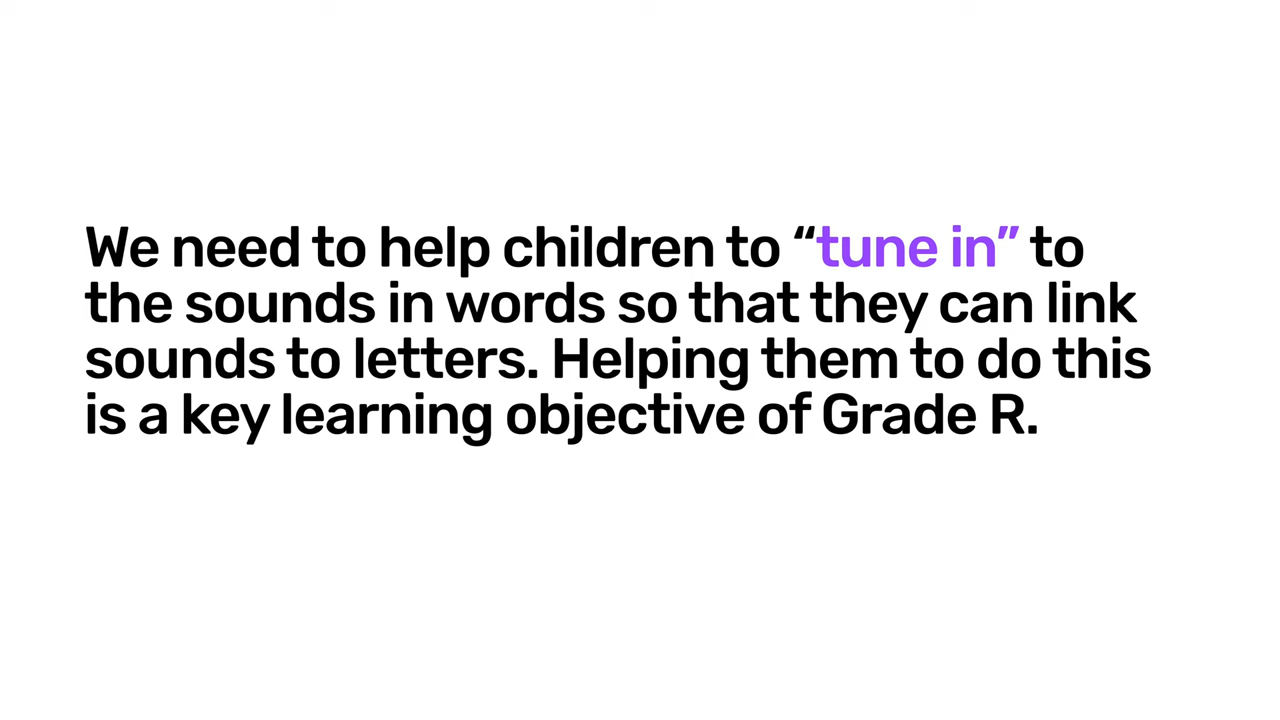 We need to help children to “tune in” to
the sounds in words so that they can link
sounds to letters. Helping them to do this
is a key learning objective of Grade R.